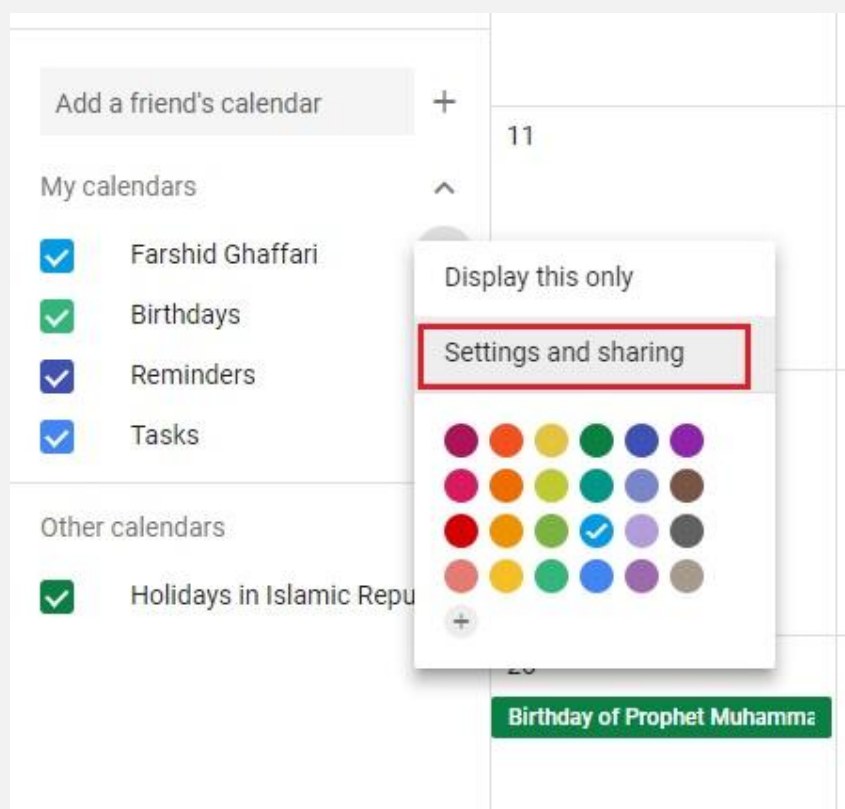 Add a friend's calendar
11
My calendars
Farshid Ghaffari
Display this only
Birthdays
Settings and sharing
Reminders
Tasks
Other calendars
Holidays in Islamic Repu
Birthday of Prophet Muhamma